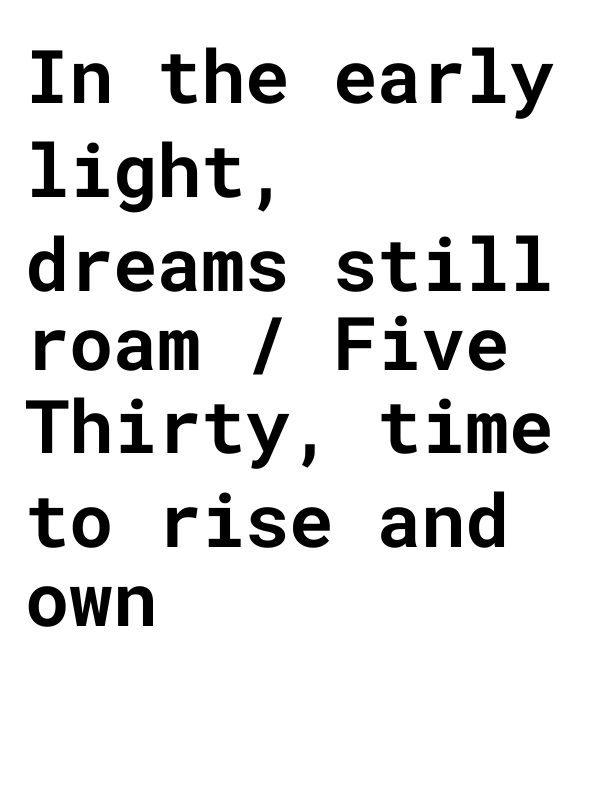 In the early
light,
dreams still
roam / Five
Thirty, time
to rise and
own